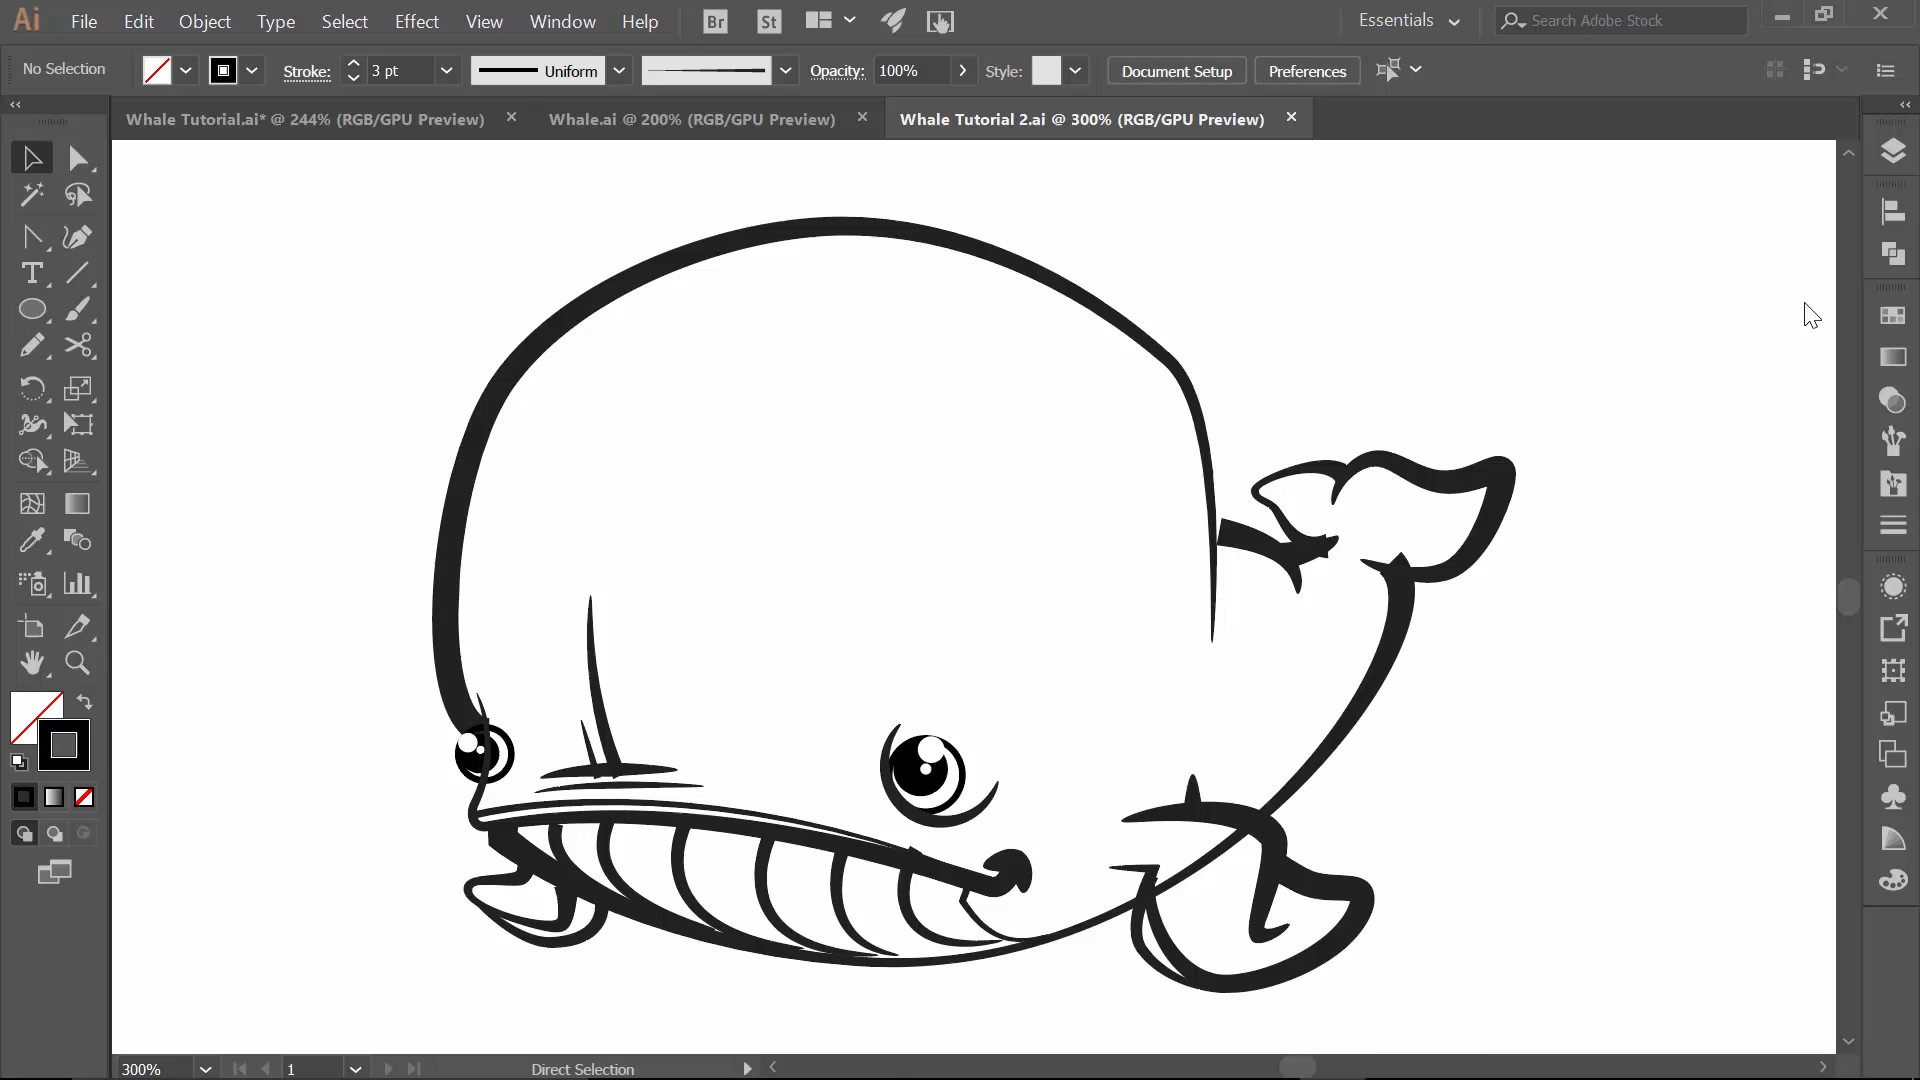 Ai File Edit Object Type Select Effect View Window Help Br St Essentials Search Adobe Stock
No Selection Stroke: 3 pt Uniform Opacity: 100% Style: Document Setup Preferences
Whale Tutorial.ai* @ 244% (RGB/GPU Preview) Whale.ai @ 200% (RGB/GPU Preview) Whale Tutorial 2.ai @ 300% (RGB/GPU Preview)
300% 1 Direct Selection